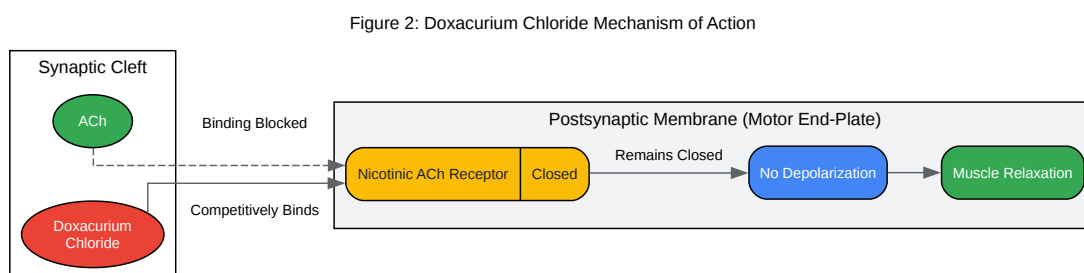 Figure 2: Doxacurium Chloride Mechanism of Action
Synaptic Cleft
ACh
Binding Blocked
Postsynaptic Membrane (Motor End-Plate)
Nicotinic ACh Receptor
Closed
Remains Closed
No Depolarization
Muscle Relaxation
Competitively Binds
Doxacurium
Chloride